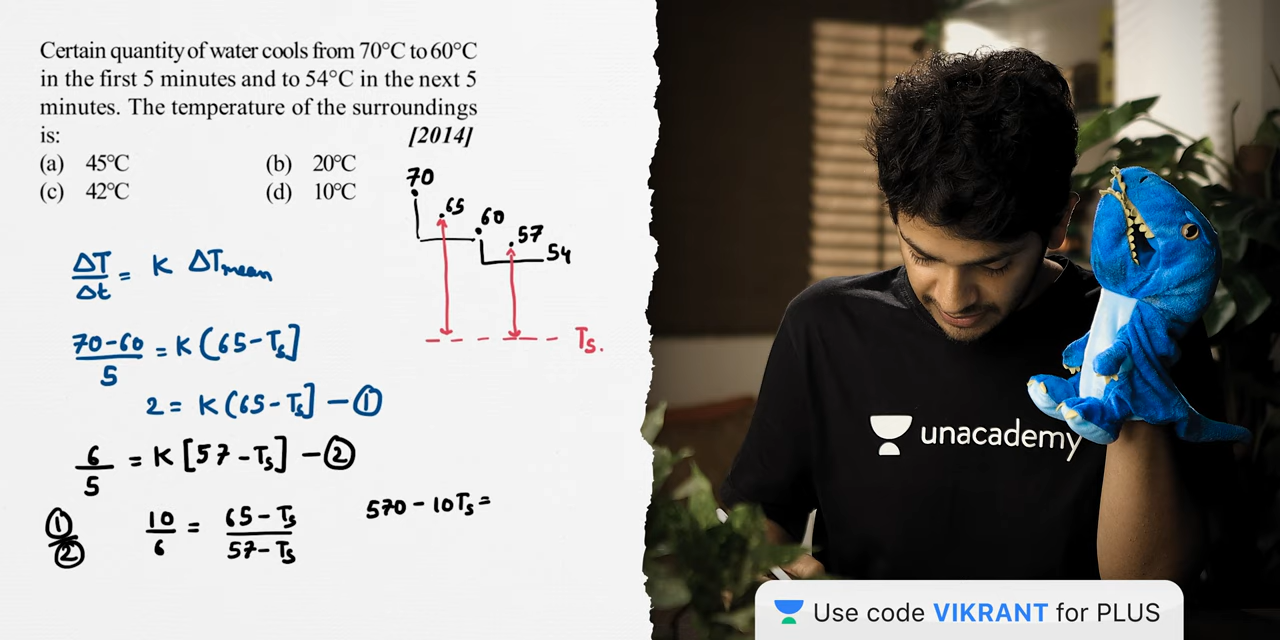 Certain quantity of water cools from 70°C to 60°C
in the first 5 minutes and to 54°C in the next 5
minutes. The temperature of the surroundings
is: [2014]
(a) 45°C (b) 20°C
(c) 42°C (d) 10°C
70
.65
.60
.57
54
Ts.
ΔT/Δt = K ΔTmean
70-60/5 = K(65-Ts]
2 = K(65-Ts] -①
6/5 = K[57-Ts] -②
①/② 10/6 = 65-Ts/57-Ts
570-10Ts=
unacademy
Use code VIKRANT for PLUS